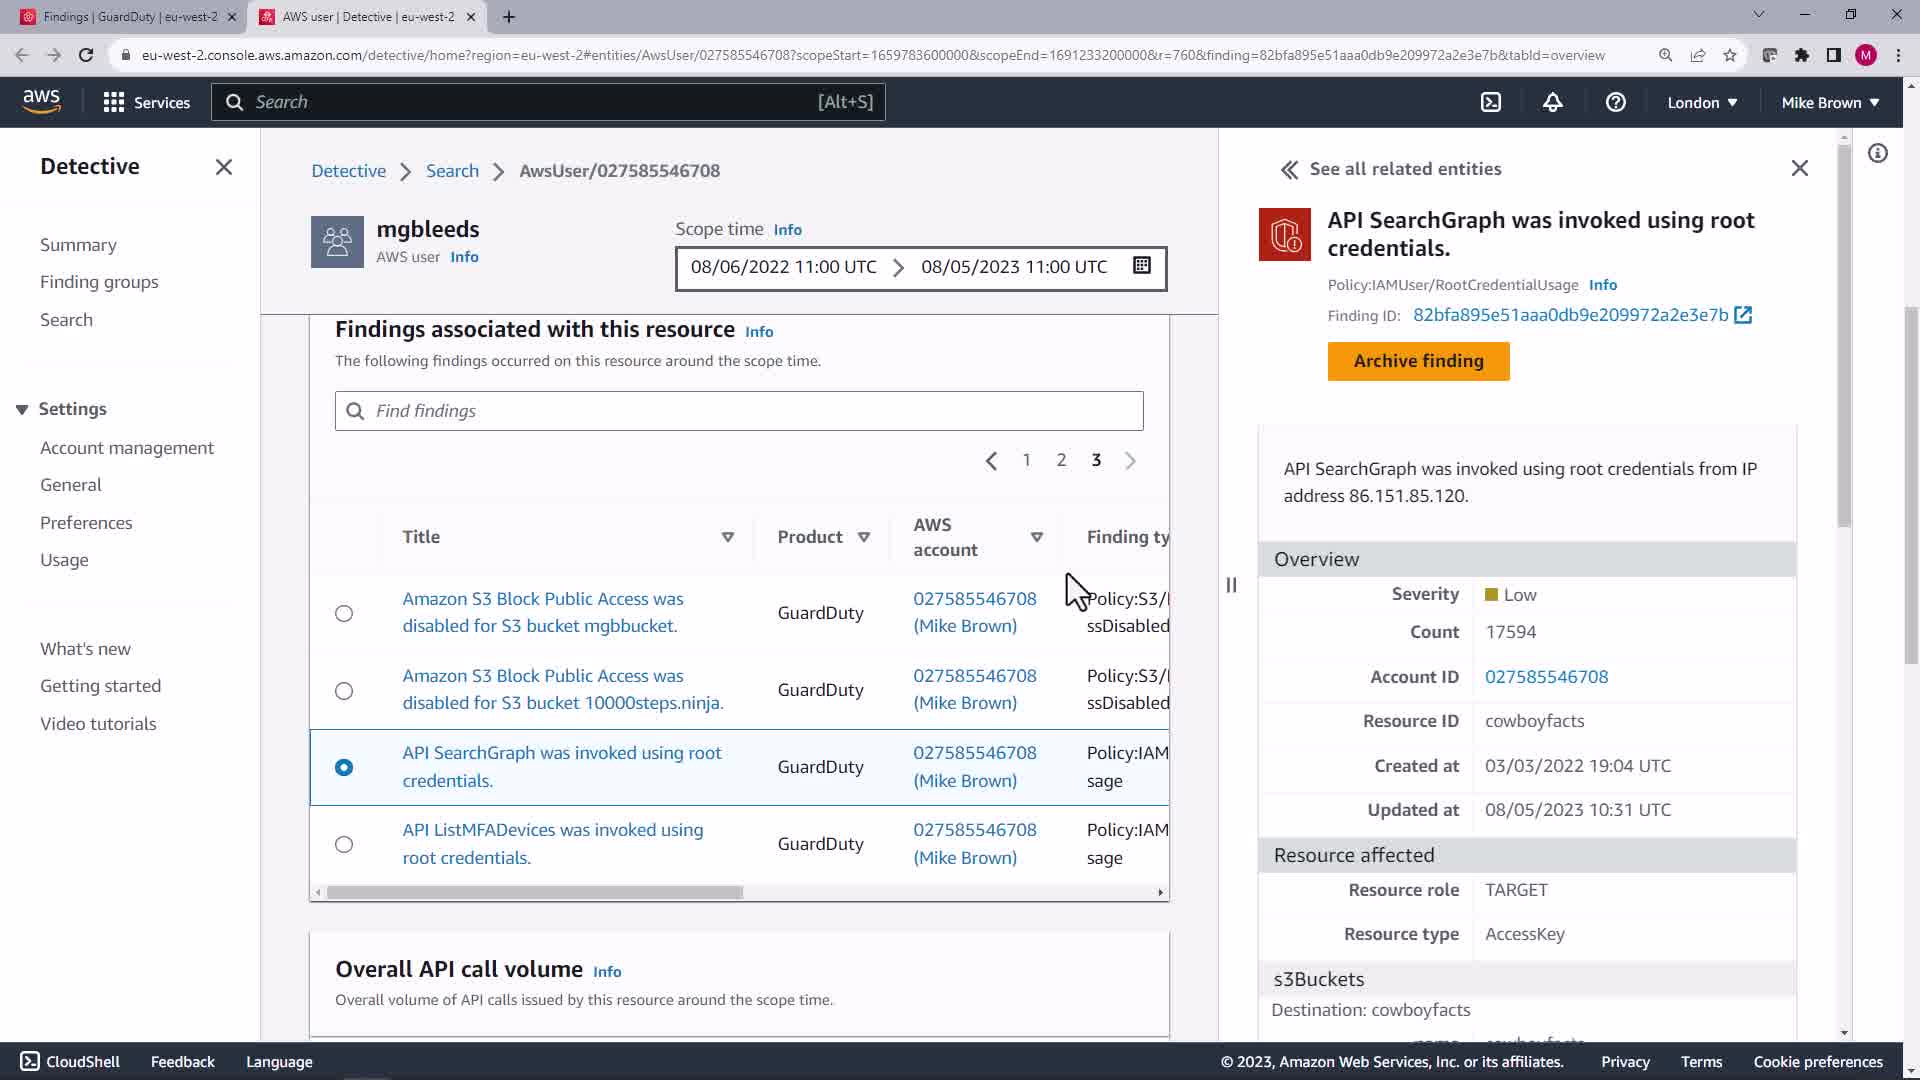 Findings | GuardDuty | eu-west-2
AWS user | Detective | eu-west-2
eu-west-2.console.aws.amazon.com/detective/home?region=eu-west-2#entities/AwsUser/027585546708?scopeStart=1659783600000&scopeEnd=1691233200000&r=760&finding=82bfa895e51aaa0db9e209972a2e3e7b&tabId=overview
M
aws
Services
Search
[Alt+S]
London
Mike Brown
Detective
Summary
Finding groups
Search
Settings
Account management
General
Preferences
Usage
What's new
Getting started
Video tutorials
Detective
Search
AwsUser/027585546708
mgbleeds
AWS user Info
Scope time Info
08/06/2022 11:00 UTC
08/05/2023 11:00 UTC
Findings associated with this resource Info
The following findings occurred on this resource around the scope time.
Find findings
1 2 3
Title
Product
AWS
account
Finding ty
Amazon S3 Block Public Access was
disabled for S3 bucket mgbbucket.
GuardDuty
027585546708
(Mike Brown)
Policy:S3/
ssDisabled
Amazon S3 Block Public Access was
disabled for S3 bucket 10000steps.ninja.
GuardDuty
027585546708
(Mike Brown)
Policy:S3/
ssDisabled
API SearchGraph was invoked using root
credentials.
GuardDuty
027585546708
(Mike Brown)
Policy:IAM
sage
API ListMFADevices was invoked using
root credentials.
GuardDuty
027585546708
(Mike Brown)
Policy:IAM
sage
Overall API call volume Info
Overall volume of API calls issued by this resource around the scope time.
See all related entities
API SearchGraph was invoked using root
credentials.
Policy:IAMUser/RootCredentialUsage Info
Finding ID: 82bfa895e51aaa0db9e209972a2e3e7b
Archive finding
API SearchGraph was invoked using root credentials from IP
address 86.151.85.120.
Overview
Severity Low
Count 17594
Account ID 027585546708
Resource ID cowboyfacts
Created at 03/03/2022 19:04 UTC
Updated at 08/05/2023 10:31 UTC
Resource affected
Resource role TARGET
Resource type AccessKey
s3Buckets
Destination: cowboyfacts
CloudShell
Feedback
Language
© 2023, Amazon Web Services, Inc. or its affiliates.
Privacy
Terms
Cookie preferences